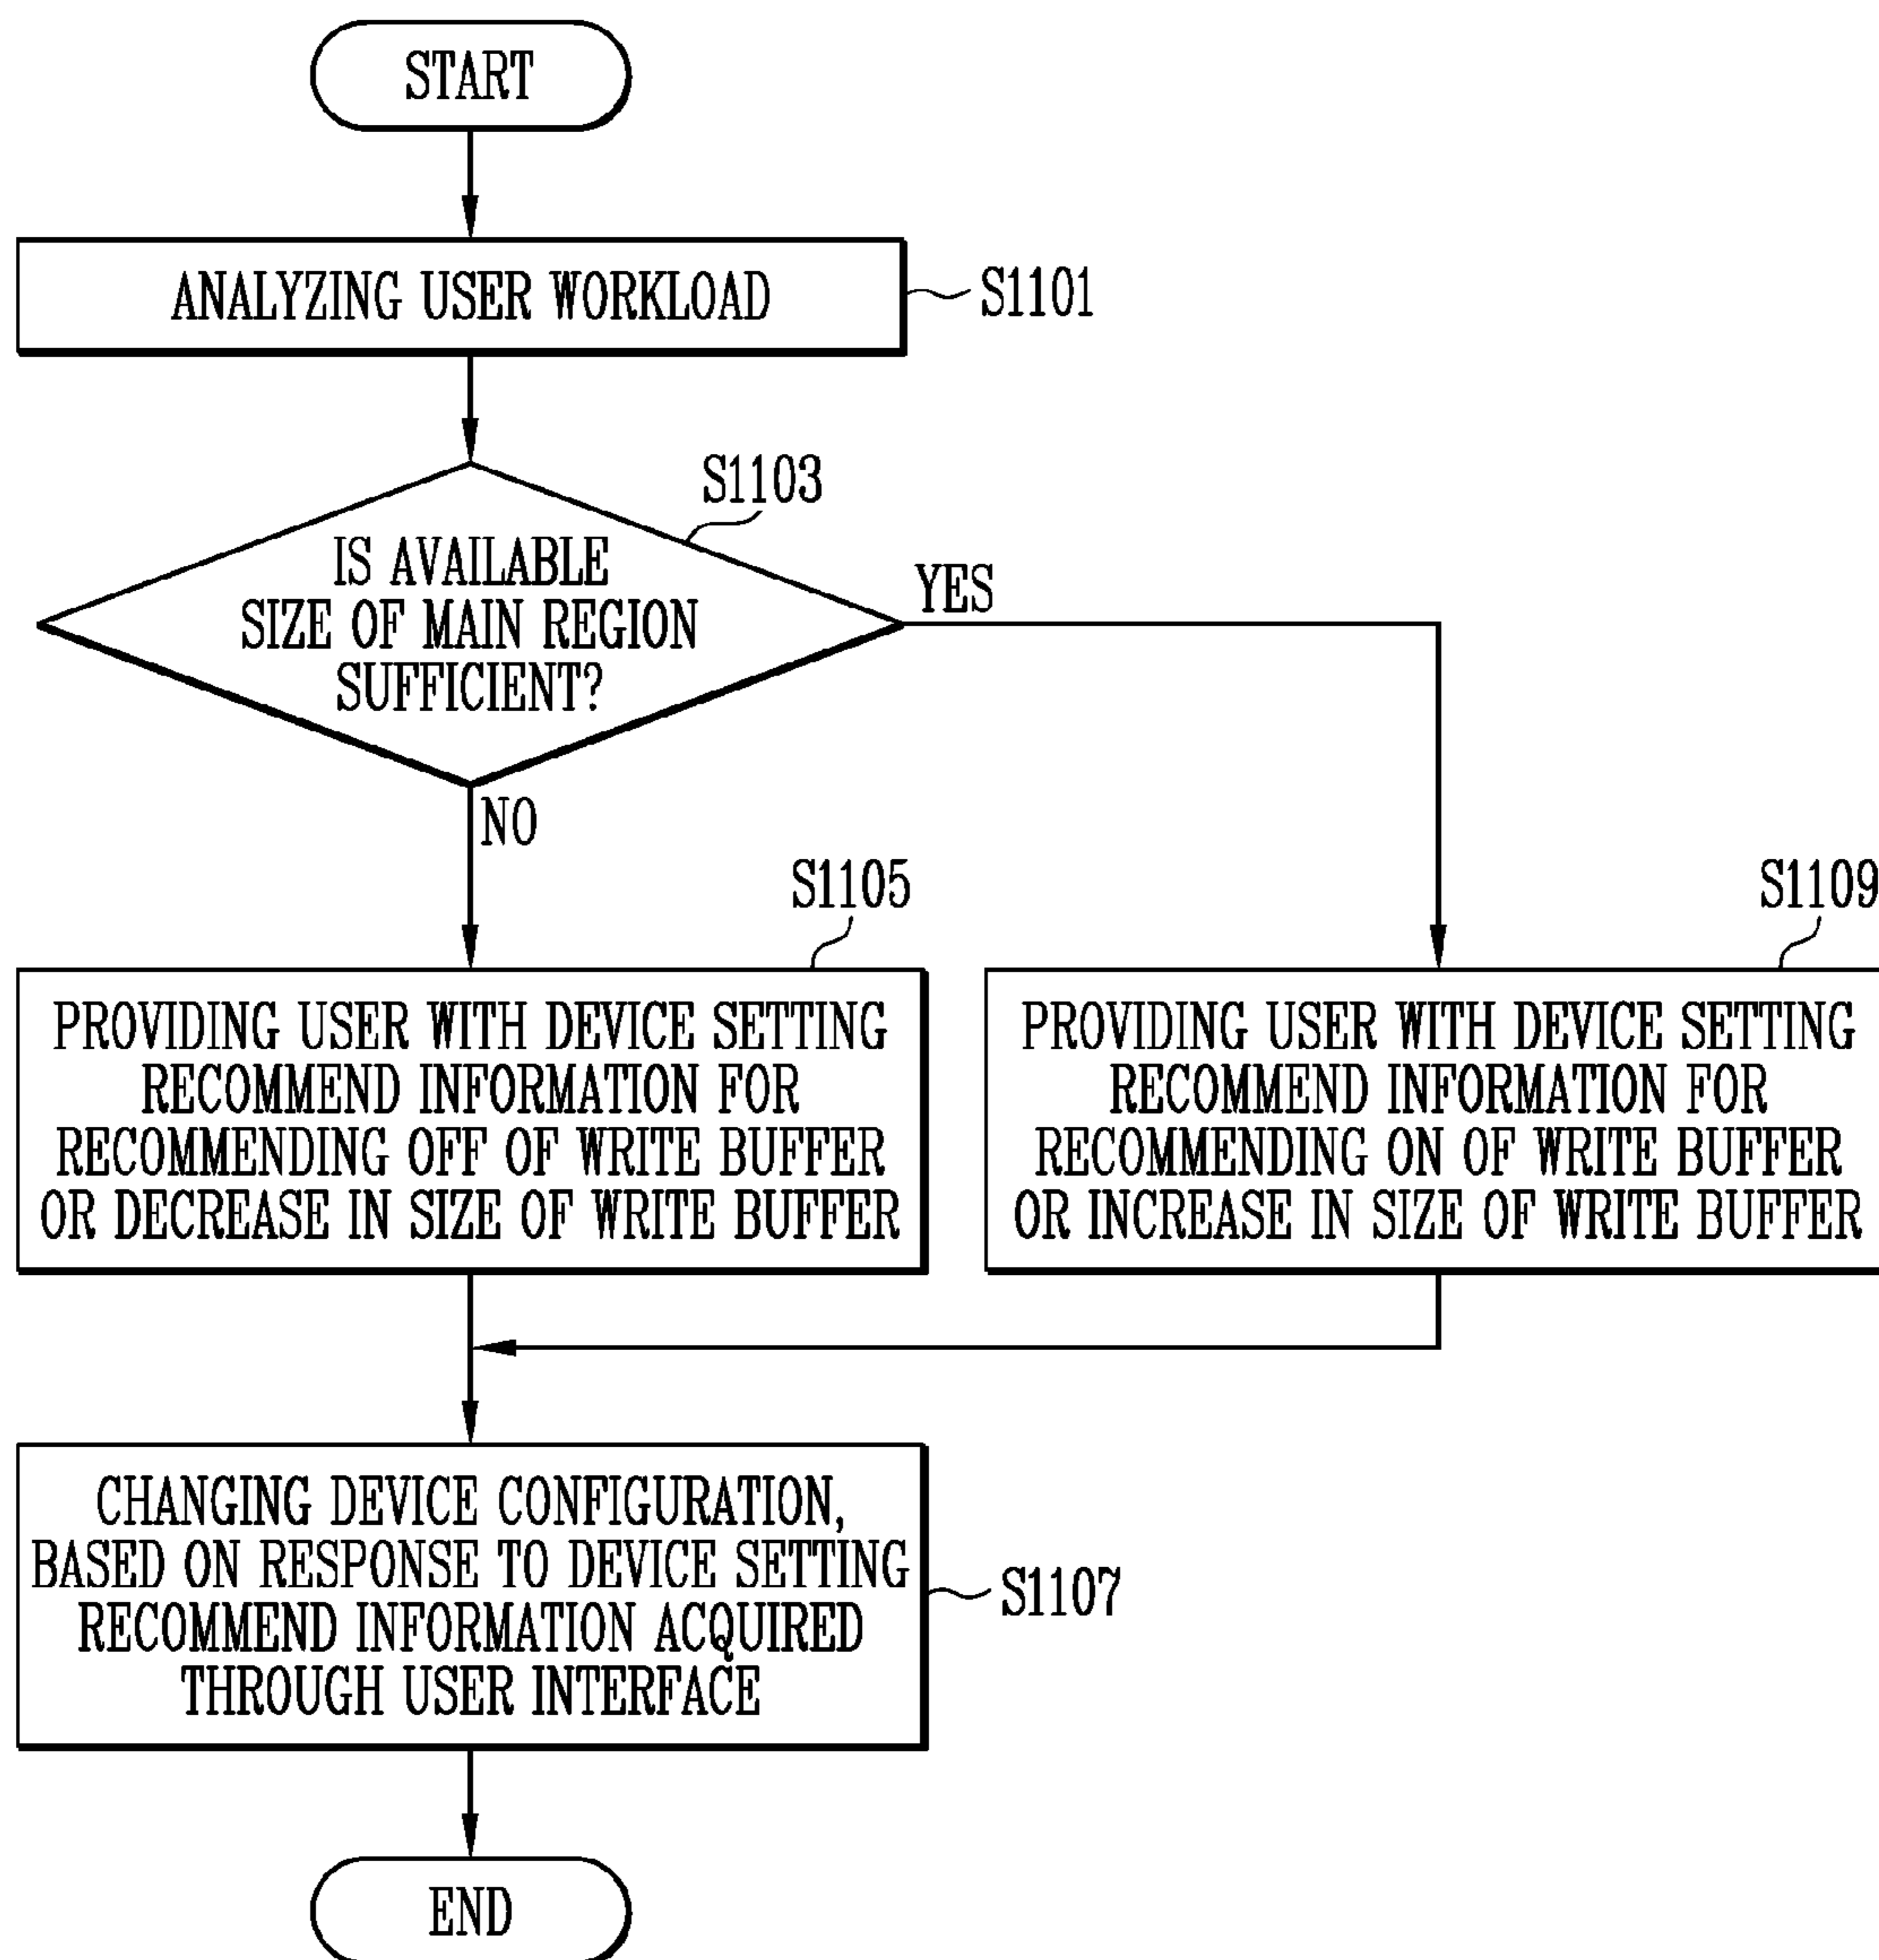 START
ANALYZING USER WORKLOAD
S1101
S1103
IS AVAILABLE
SIZE OF MAIN REGION
SUFFICIENT?
YES
NO
S1105
PROVIDING USER WITH DEVICE SETTING
RECOMMEND INFORMATION FOR
RECOMMENDING OFF OF WRITE BUFFER
OR DECREASE IN SIZE OF WRITE BUFFER
S1109
PROVIDING USER WITH DEVICE SETTING
RECOMMEND INFORMATION FOR
RECOMMENDING ON OF WRITE BUFFER
OR INCREASE IN SIZE OF WRITE BUFFER
CHANGING DEVICE CONFIGURATION,
BASED ON RESPONSE TO DEVICE SETTING
RECOMMEND INFORMATION ACQUIRED
THROUGH USER INTERFACE
S1107
END